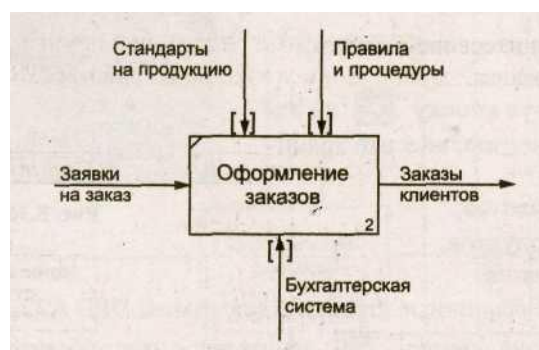 Стандарты
на продукцию
Правила
и процедуры
[ ]
[ ]
Заявки
на заказ
Оформление
заказов
2
Заказы
клиентов
[ ]
Бухгалтерская
система